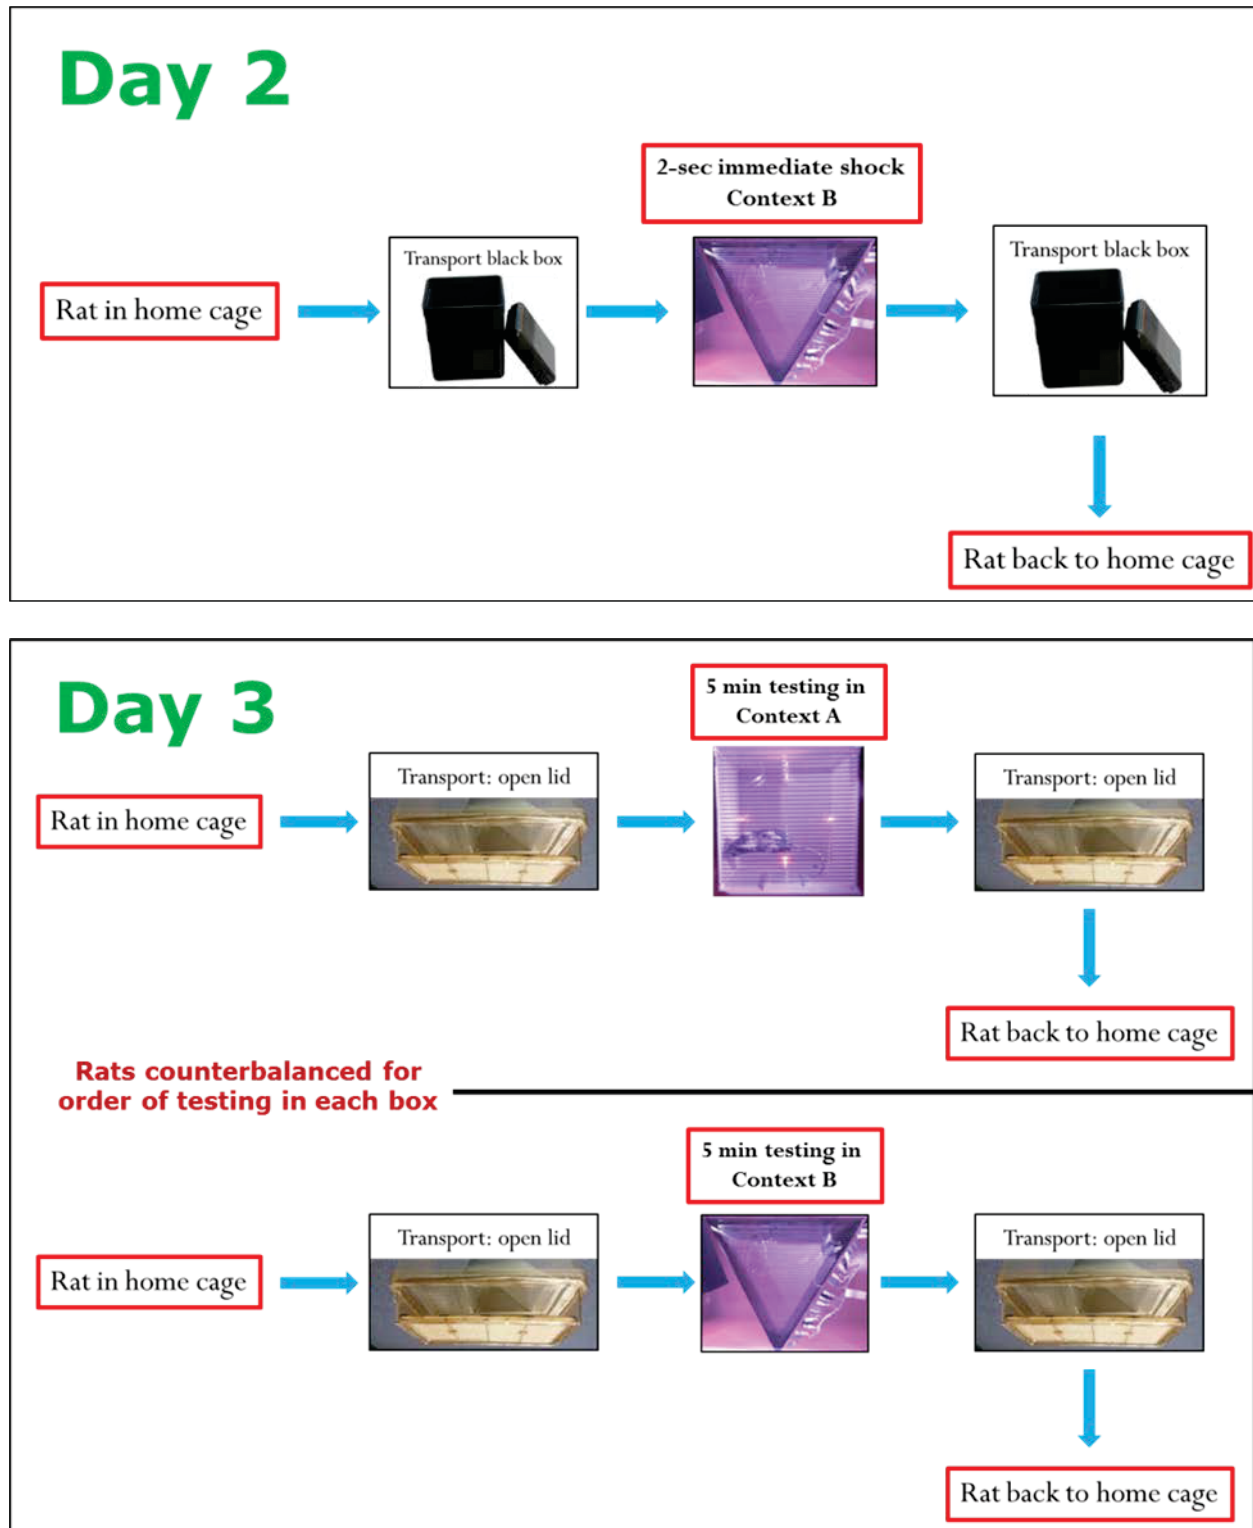 Day 2
2-sec immediate shock
Context B
Rat in home cage
Transport black box
Transport black box
Rat back to home cage
Day 3
5 min testing in
Context A
Rat in home cage
Transport: open lid
Transport: open lid
Rat back to home cage
Rats counterbalanced for
order of testing in each box
5 min testing in
Context B
Rat in home cage
Transport: open lid
Transport: open lid
Rat back to home cage